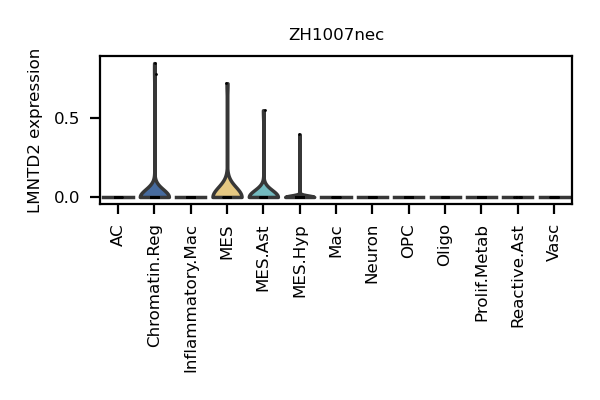 ZH1007nec
LMNTD2 expression
0.5
0.0
AC
Chromatin.Reg
Inflammatory.Mac
MES
MES.Ast
MES.Hyp
Mac
Neuron
OPC
Oligo
Prolif.Metab
Reactive.Ast
Vasc